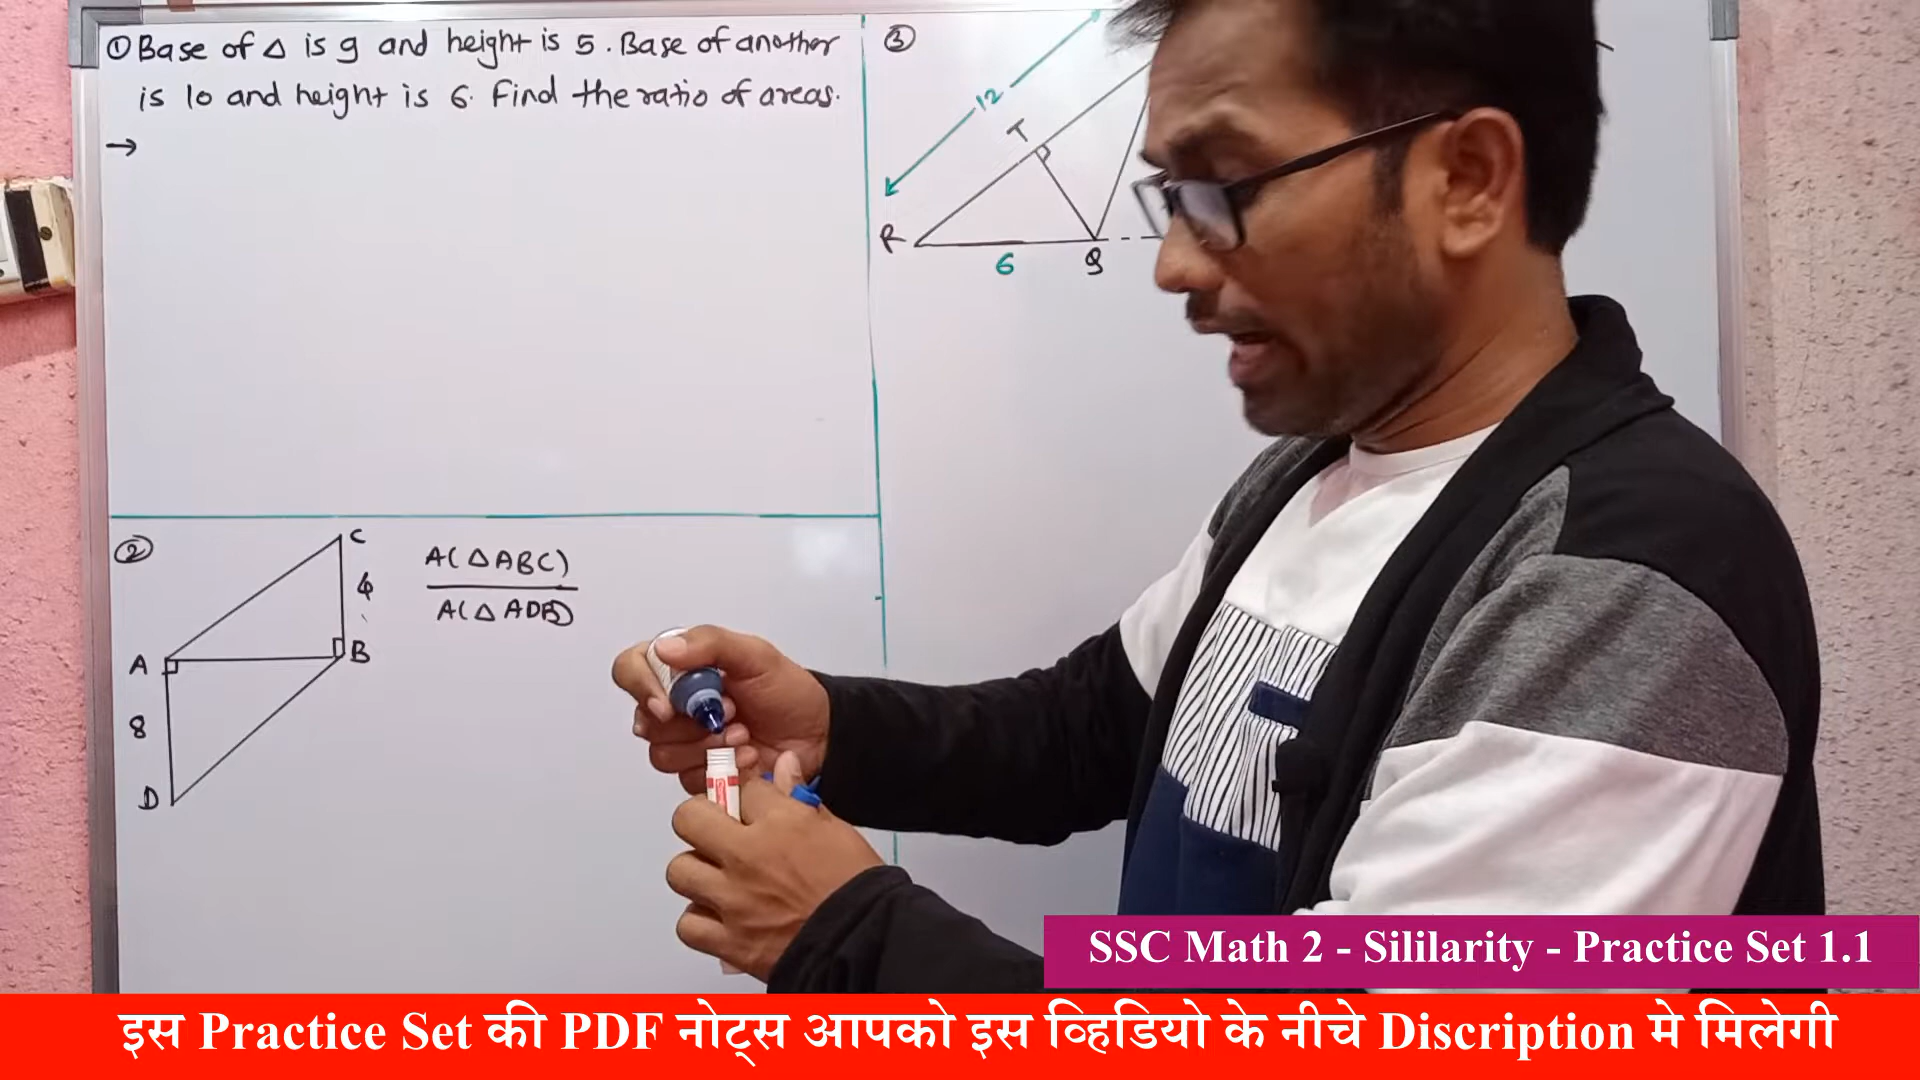 ① Base of Δ is 9 and height is 5. Base of another
is 10 and height is 6. Find the ratio of areas.
→
②
C
4
A
B
8
D
A(ΔABC)
A(ΔADB)
③
12
T
R
6
Q
SSC Math 2 - Sililarity - Practice Set 1.1
इस Practice Set की PDF नोट्स आपको इस व्हिडियो के नीचे Discription मे मिलेगी